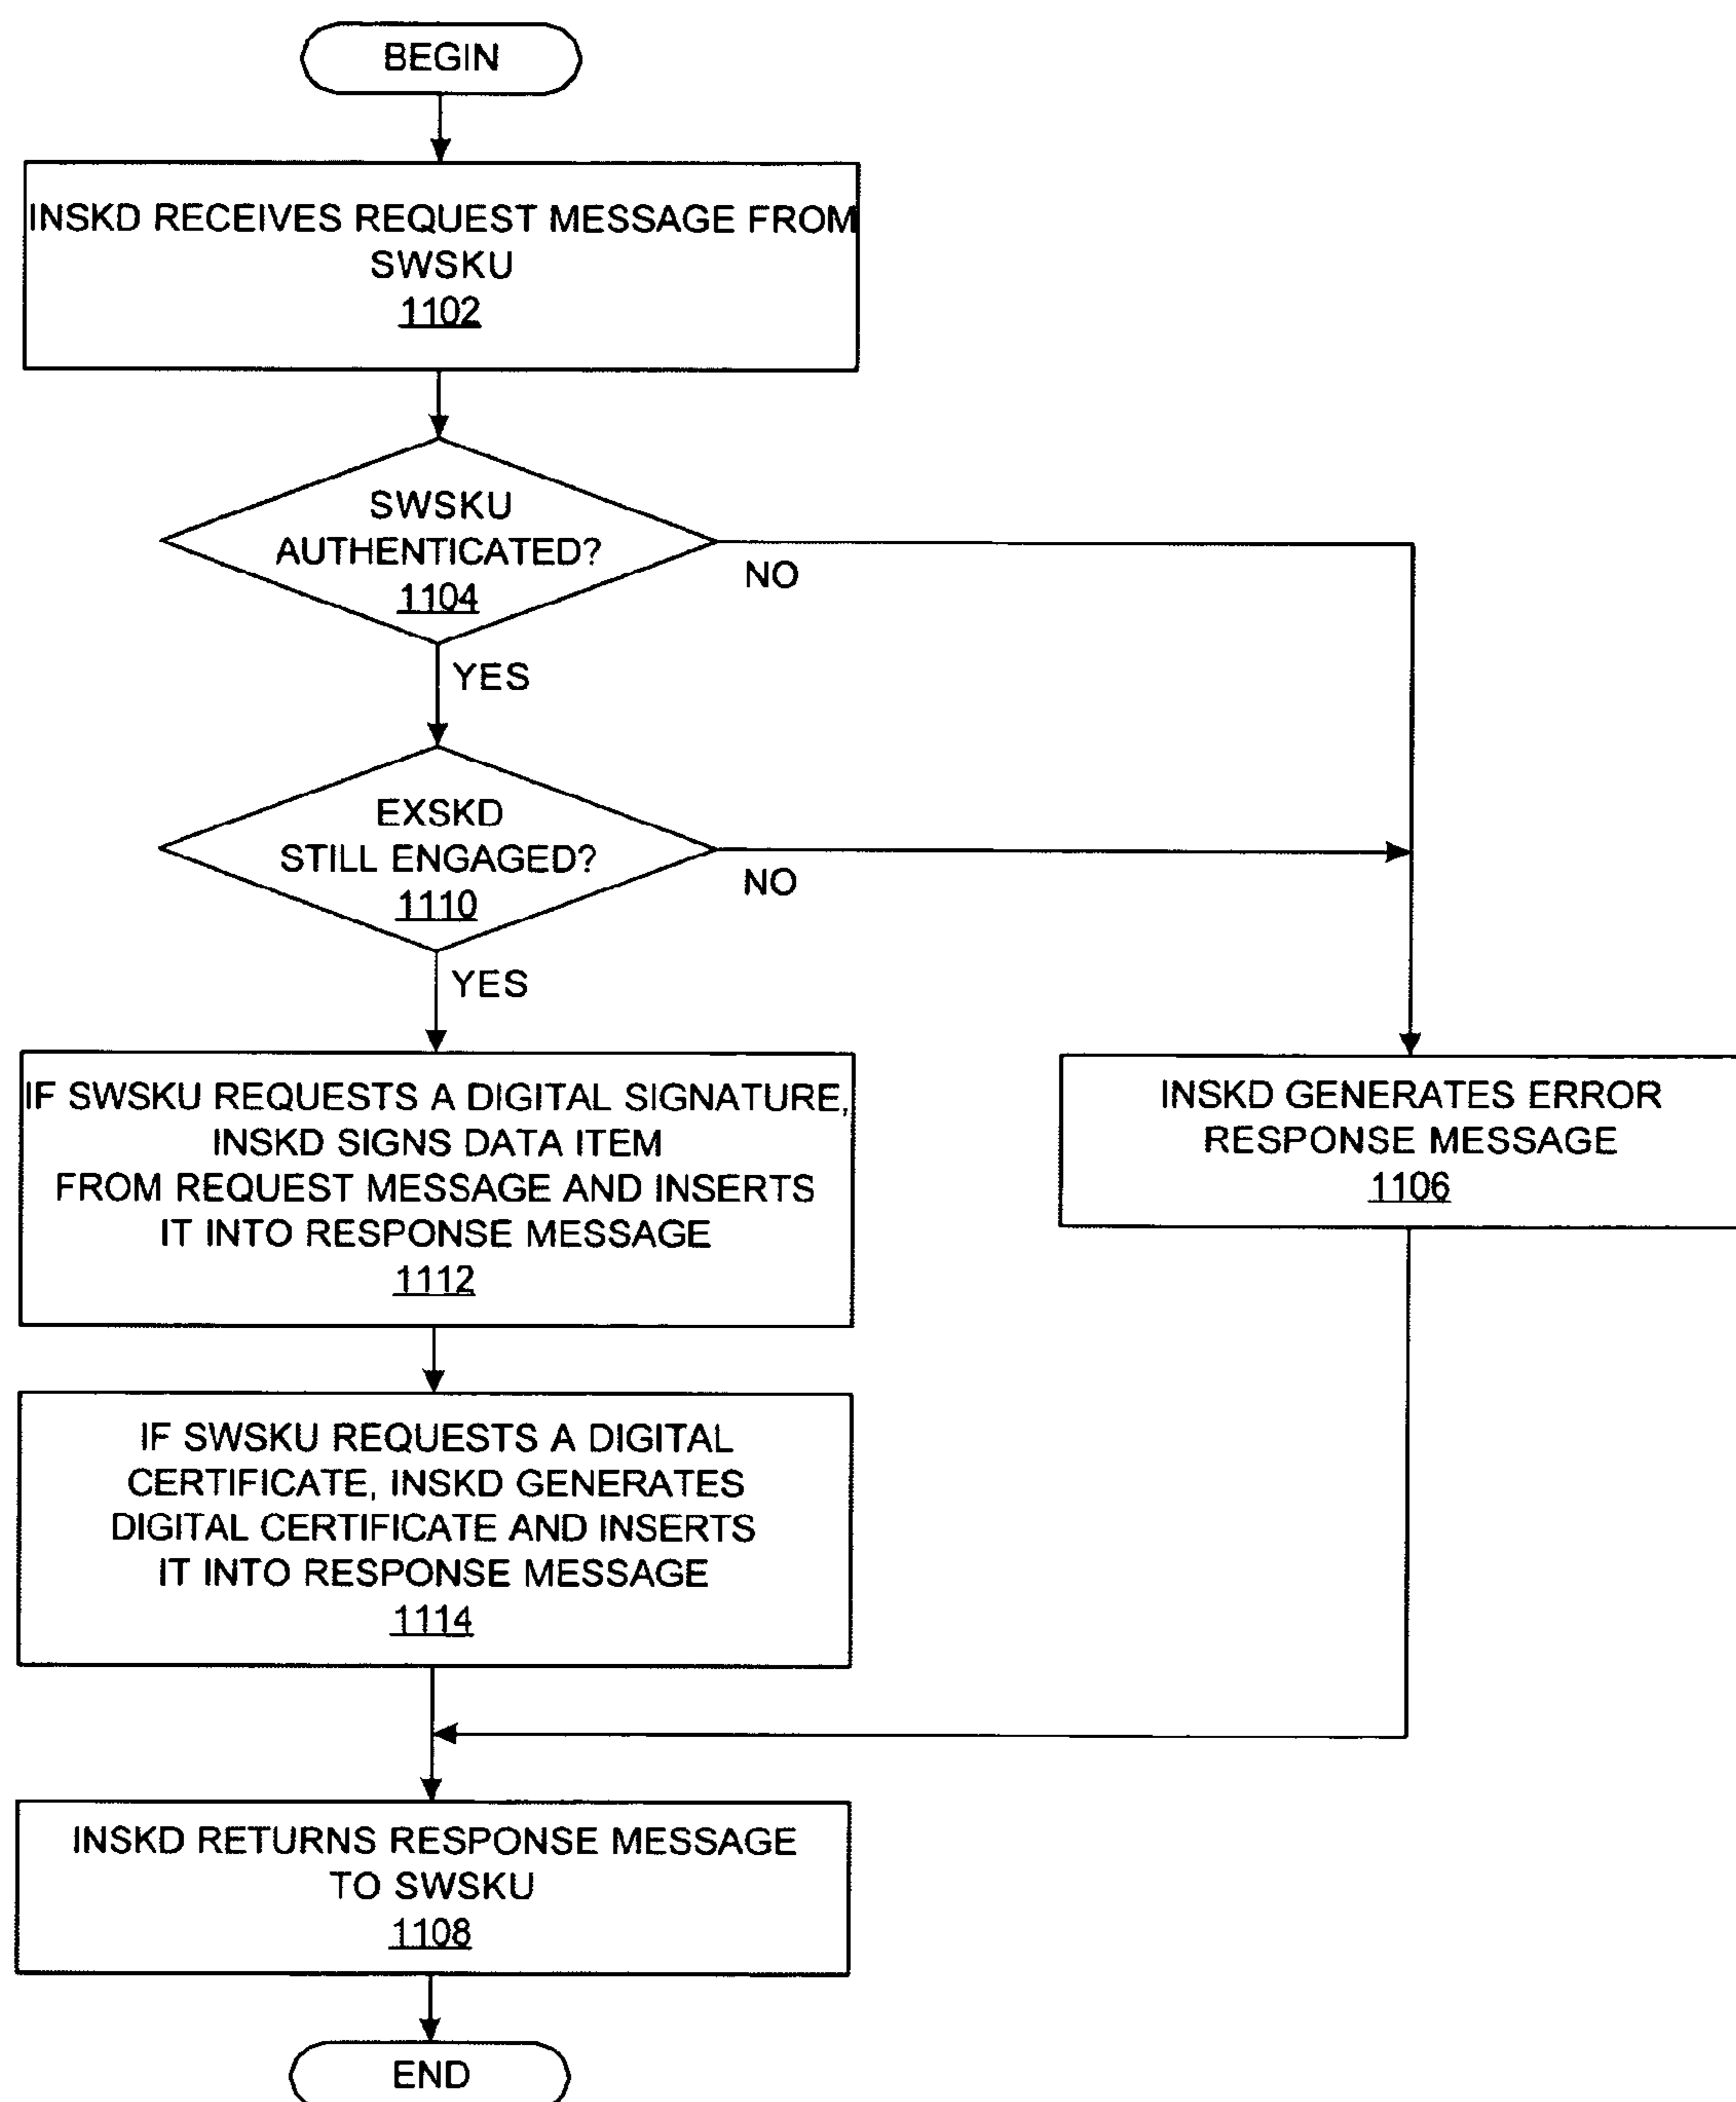 BEGIN
INSKD RECEIVES REQUEST MESSAGE FROM
SWSKU
1102
SWSKU
AUTHENTICATED?
1104
NO
YES
EXSKD
STILL ENGAGED?
1110
NO
YES
IF SWSKU REQUESTS A DIGITAL SIGNATURE,
INSKD SIGNS DATA ITEM
FROM REQUEST MESSAGE AND INSERTS
IT INTO RESPONSE MESSAGE
1112
INSKD GENERATES ERROR
RESPONSE MESSAGE
1106
IF SWSKU REQUESTS A DIGITAL
CERTIFICATE, INSKD GENERATES
DIGITAL CERTIFICATE AND INSERTS
IT INTO RESPONSE MESSAGE
1114
INSKD RETURNS RESPONSE MESSAGE
TO SWSKU
1108
END